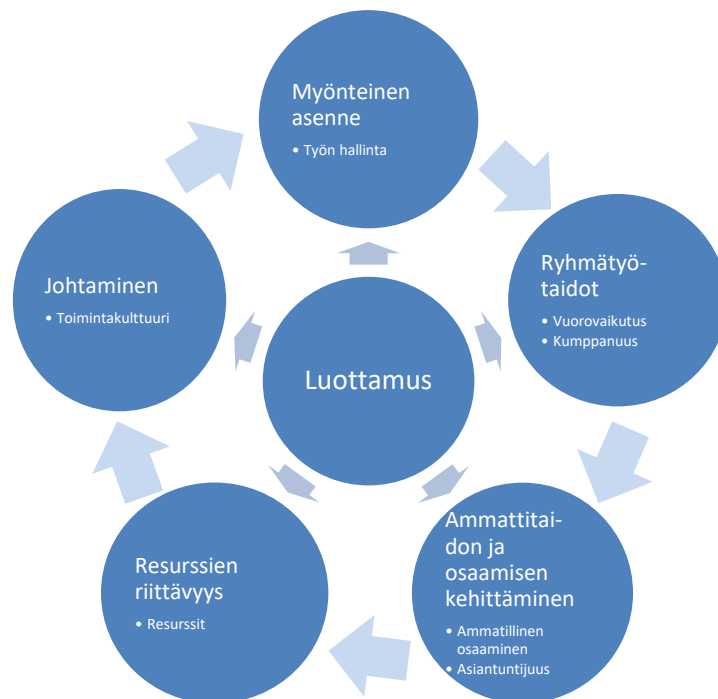 Myönteinen
asenne
• Työn hallinta
Ryhmätyö-
taidot
• Vuorovaikutus
• Kumppanuus
Ammattitai-
don ja
osaamisen
kehittäminen
• Ammatillinen
osaaminen
• Asiantuntijuus
Resurssien
riittävyys
• Resurssit
Johtaminen
• Toimintakulttuuri
Luottamus